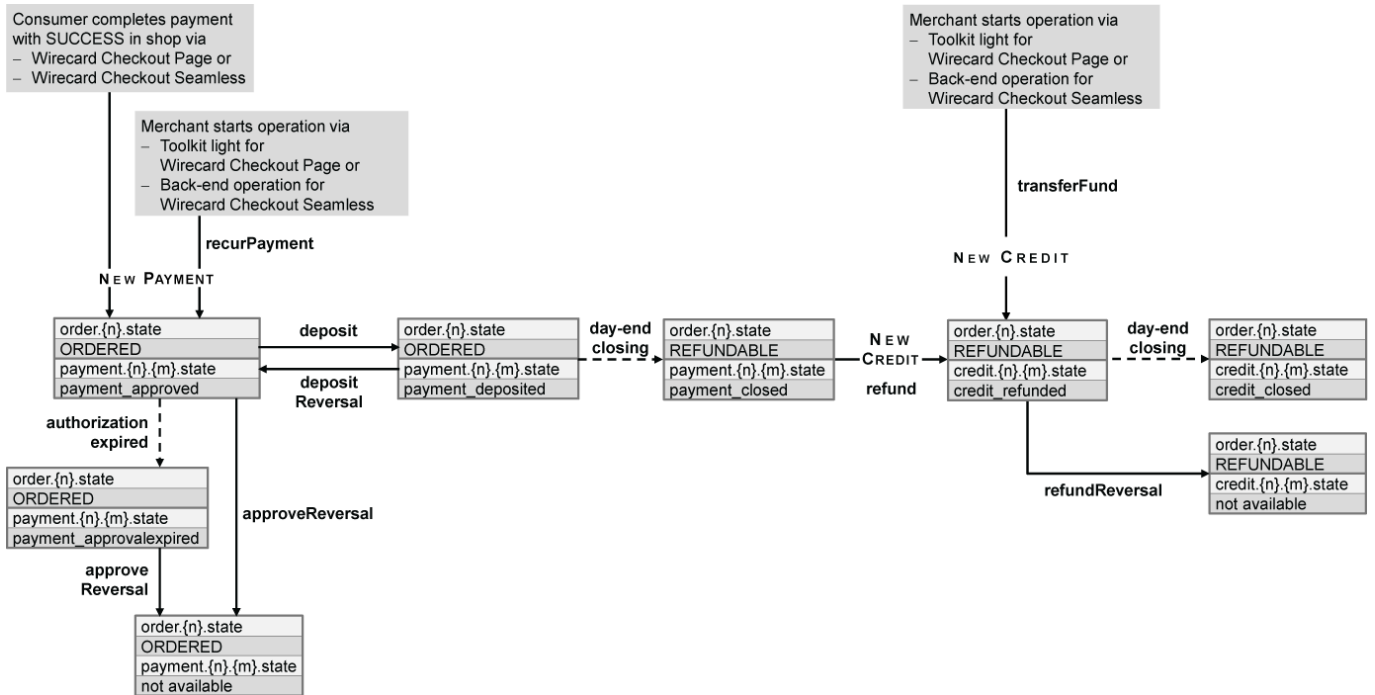 Consumer completes payment
with SUCCESS in shop via
– Wirecard Checkout Page or
– Wirecard Checkout Seamless
Merchant starts operation via
– Toolkit light for
Wirecard Checkout Page or
– Back-end operation for
Wirecard Checkout Seamless
recurPayment
NEW PAYMENT
Merchant starts operation via
– Toolkit light for
Wirecard Checkout Page or
– Back-end operation for
Wirecard Checkout Seamless
transferFund
NEW CREDIT
order.{n}.state
ORDERED
payment.{n}.{m}.state
payment_approved
deposit
deposit
Reversal
order.{n}.state
ORDERED
payment.{n}.{m}.state
payment_deposited
day-end
closing
order.{n}.state
REFUNDABLE
payment.{n}.{m}.state
payment_closed
NEW
CREDIT
refund
order.{n}.state
REFUNDABLE
credit.{n}.{m}.state
credit_refunded
day-end
closing
order.{n}.state
REFUNDABLE
credit.{n}.{m}.state
credit_closed
authorization
expired
order.{n}.state
ORDERED
payment.{n}.{m}.state
payment_approvalexpired
approveReversal
refundReversal
order.{n}.state
REFUNDABLE
credit.{n}.{m}.state
not available
approve
Reversal
order.{n}.state
ORDERED
payment.{n}.{m}.state
not available